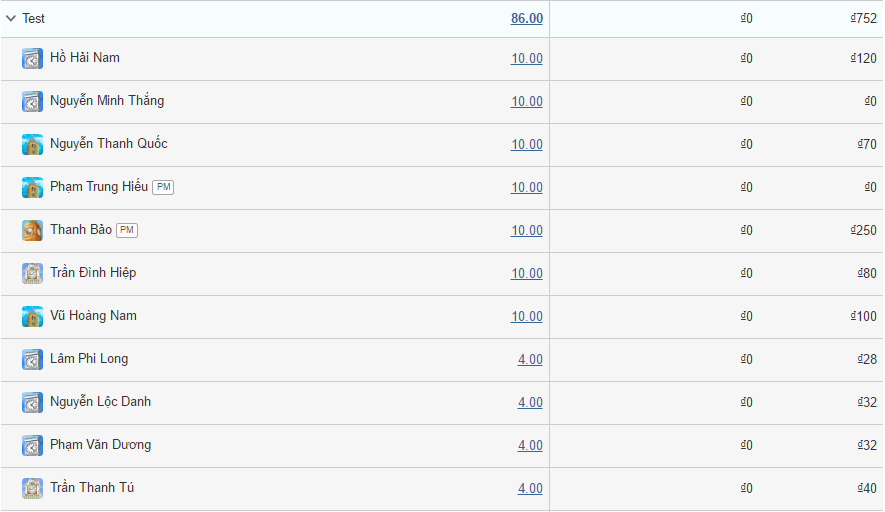 Test 86.00 ₫0 ₫752
Hồ Hải Nam 10.00 ₫0 ₫120
Nguyễn Minh Thắng 10.00 ₫0 ₫0
Nguyễn Thanh Quốc 10.00 ₫0 ₫70
Phạm Trung Hiếu PM 10.00 ₫0 ₫0
Thanh Bảo PM 10.00 ₫0 ₫250
Trần Đình Hiệp 10.00 ₫0 ₫80
Vũ Hoàng Nam 10.00 ₫0 ₫100
Lâm Phi Long 4.00 ₫0 ₫28
Nguyễn Lộc Danh 4.00 ₫0 ₫32
Phạm Văn Dương 4.00 ₫0 ₫32
Trần Thanh Tú 4.00 ₫0 ₫40